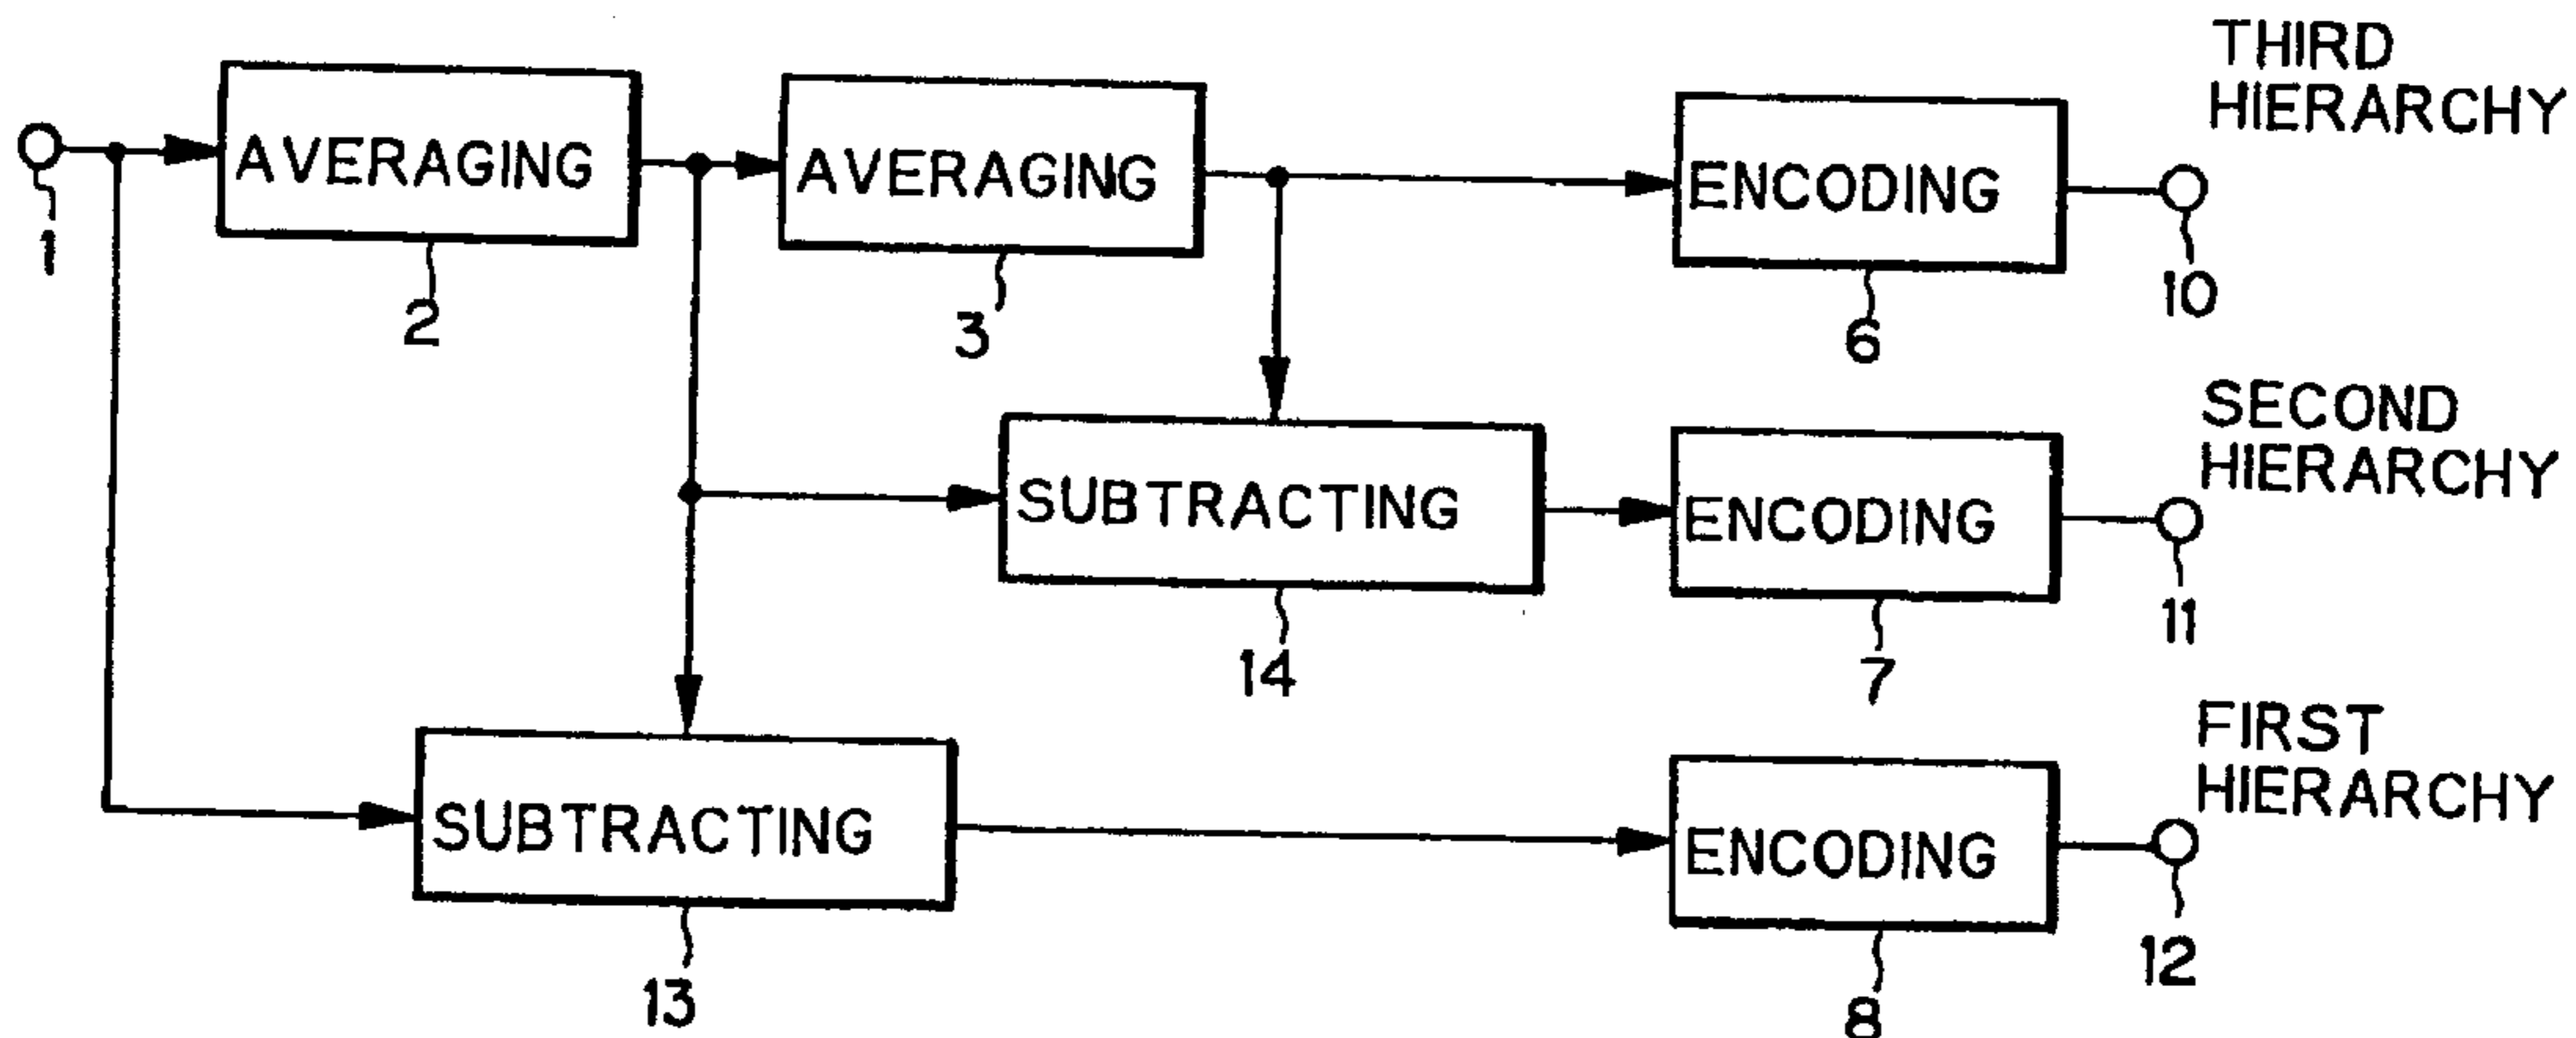 THIRD
HIERARCHY
AVERAGING
AVERAGING
ENCODING
1
2
3
6
10
SECOND
HIERARCHY
SUBTRACTING
ENCODING
14
7
11
FIRST
HIERARCHY
SUBTRACTING
ENCODING
13
8
12